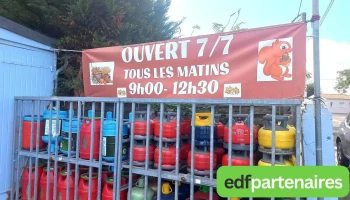 OUVERT 7/7
TOUS LES MATINS
9h00- 12h30
edfpartenaires